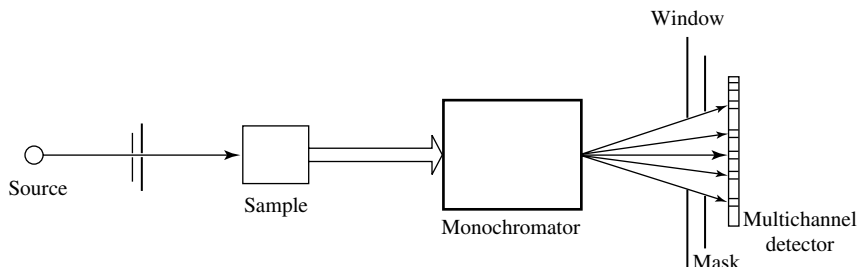 Window
Source
Sample
Monochromator
Multichannel
detector
Mask